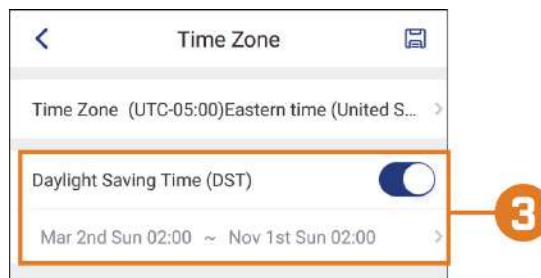 Time Zone
Time Zone (UTC-05:00)Eastern time (United S...
Daylight Saving Time (DST)
Mar 2nd Sun 02:00 ~ Nov 1st Sun 02:00
3